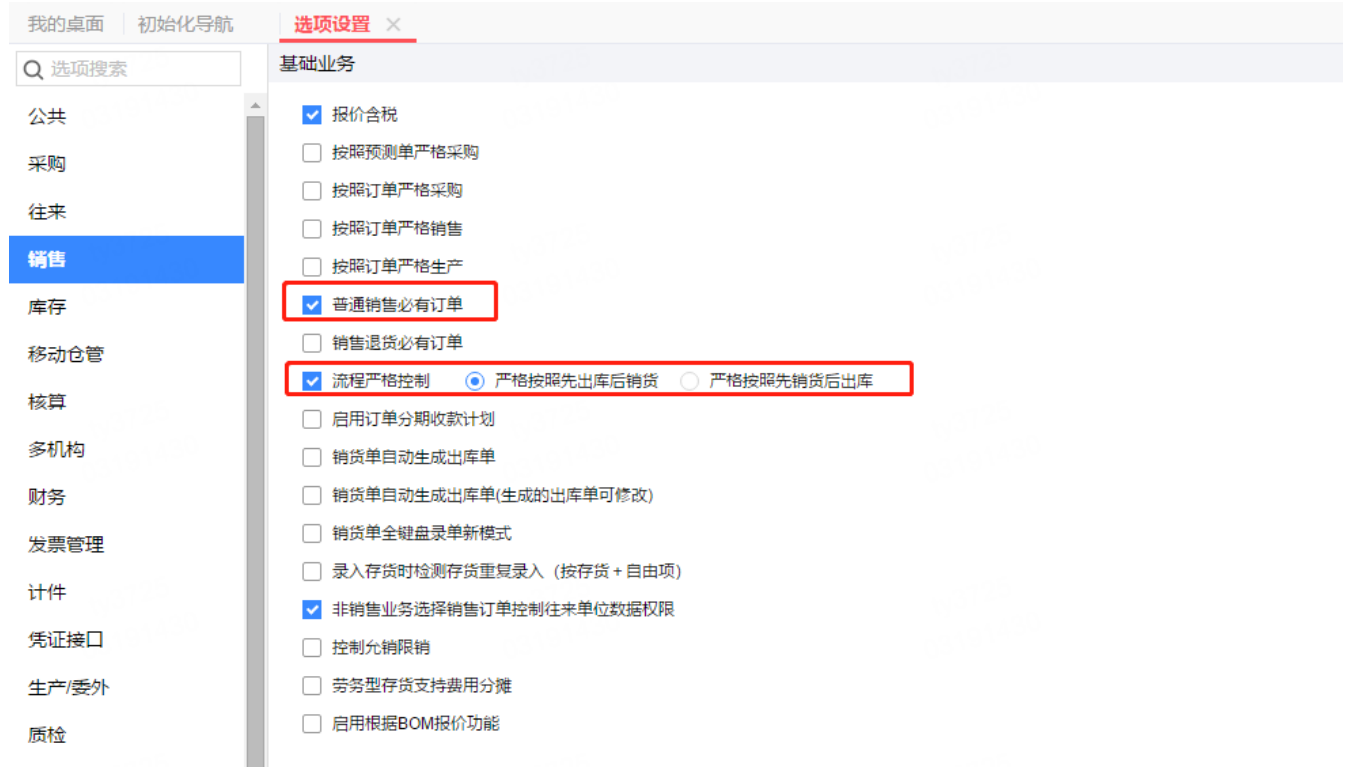 我的桌面 初始化导航 选项设置
选项搜索
公共
采购
往来
销售
库存
移动仓管
核算
多机构
财务
发票管理
计件
凭证接口
生产/委外
质检
基础业务
报价含税
按照预测单严格采购
按照订单严格采购
按照订单严格销售
按照订单严格生产
普通销售必有订单
销售退货必有订单
流程严格控制 严格按照先出库后销货 严格按照先销货后出库
启用订单分期收款计划
销货单自动生成出库单
销货单自动生成出库单(生成的出库单可修改)
销货单全键盘录单新模式
录入存货时检测存货重复录入（按存货+自由项）
非销售业务选择销售订单控制往来单位数据权限
控制允销限销
劳务型存货支持费用分摊
启用根据BOM报价功能